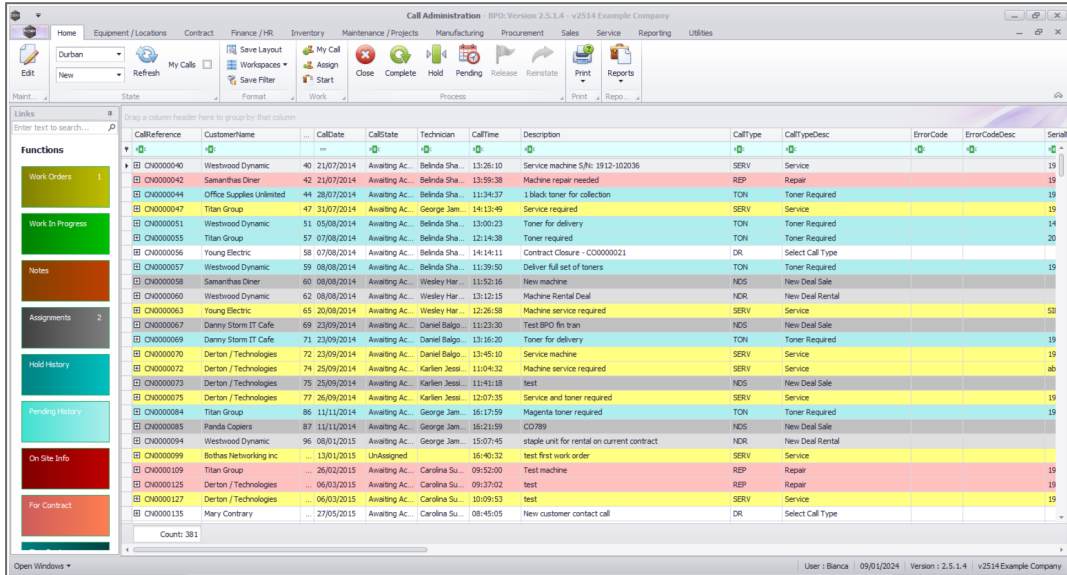 Call Administration - BPO: Version 2.5.1.4 - v2514 Example Company
Home Equipment / Locations Contract Finance / HR Inventory Maintenance / Projects Manufacturing Procurement Sales Service Reporting Utilities
Edit
Durban
New
Refresh
My Calls
Save Layout
Workspaces
Save Filter
My Call
Assign
Start
Close Complete Hold Pending Release Reinstate
Print
Reports
Maint... State Format Work Process Print Repo...
Links
Enter text to search...
Functions
Work Orders 1
Work In Progress
Notes
Assignments 2
Hold History
Pending History
On Site Info
For Contract
Drag a column header here to group by that column
CallReference CustomerName ... CallDate CallState Technician CallTime Description CallType CallTypeDesc ErrorCode ErrorCodeDesc
CN0000040 Westwood Dynamic 40 21/07/2014 Awaiting Ac... Belinda Sha... 13:26:10 Service machine S/N: 1912-102036 SERV Service 19
CN0000042 Samanthas Diner 42 21/07/2014 Awaiting Ac... Belinda Sha... 13:59:38 Machine repair needed REP Repair 19
CN0000044 Office Supplies Unlimited 44 28/07/2014 Awaiting Ac... Belinda Sha... 11:34:37 1 black toner for collection TON Toner Required 19
CN0000047 Titan Group 47 31/07/2014 Awaiting Ac... George Jam... 14:13:49 Service required SERV Service 19
CN0000051 Westwood Dynamic 51 05/08/2014 Awaiting Ac... Belinda Sha... 13:00:23 Toner for delivery TON Toner Required 14
CN0000055 Titan Group 57 07/08/2014 Awaiting Ac... Belinda Sha... 12:14:38 Toner required TON Toner Required 20
CN0000056 Young Electric 58 07/08/2014 Awaiting Ac... Belinda Sha... 14:14:11 Contract Closure - CO0000021 DR Select Call Type
CN0000057 Westwood Dynamic 59 08/08/2014 Awaiting Ac... Belinda Sha... 11:39:50 Deliver full set of toners TON Toner Required 19
CN0000058 Samanthas Diner 60 08/08/2014 Awaiting Ac... Wesley Har... 11:52:16 New machine NDS New Deal Sale
CN0000060 Westwood Dynamic 62 08/08/2014 Awaiting Ac... Wesley Har... 13:12:15 Machine Rental Deal NDR New Deal Rental
CN0000063 Young Electric 65 20/08/2014 Awaiting Ac... Wesley Har... 12:26:58 Machine service required SERV Service
CN0000067 Danny Storm IT Cafe 69 23/09/2014 Awaiting Ac... Daniel Balgo... 11:23:30 Test BPO fin tran NDS New Deal Sale
CN0000069 Danny Storm IT Cafe 71 23/09/2014 Awaiting Ac... Daniel Balgo... 13:16:20 Toner for delivery TON Toner Required 19
CN0000070 Derton / Technologies 72 23/09/2014 Awaiting Ac... Daniel Balgo... 13:45:10 Service machine SERV Service 19
CN0000072 Derton / Technologies 74 25/09/2014 Awaiting Ac... Karlien Jessi... 11:04:32 Machine service required SERV Service ab
CN0000073 Derton / Technologies 75 25/09/2014 Awaiting Ac... Karlien Jessi... 11:41:18 test NDS New Deal Sale
CN0000075 Derton / Technologies 77 26/09/2014 Awaiting Ac... Karlien Jessi... 12:07:35 Service and toner required SERV Service 19
CN0000084 Titan Group 86 11/11/2014 Awaiting Ac... George Jam... 16:17:59 Magenta toner required TON Toner Required 19
CN0000085 Panda Copiers 87 11/11/2014 Awaiting Ac... George Jam... 16:21:59 CO789 NDS New Deal Sale
CN0000094 Westwood Dynamic 96 08/01/2015 Awaiting Ac... George Jam... 15:07:45 staple unit for rental on current contract NDR New Deal Rental
CN0000099 Bothas Networking inc ... 13/01/2015 UnAssigned 16:40:32 test first work order SERV Service
CN0000109 Titan Group ... 26/02/2015 Awaiting Ac... Carolina Su... 09:52:00 Test machine REP Repair 19
CN0000125 Derton / Technologies ... 06/03/2015 Awaiting Ac... Carolina Su... 09:37:02 test REP Repair 19
CN0000127 Derton / Technologies ... 06/03/2015 Awaiting Ac... Carolina Su... 10:09:53 test SERV Service 19
CN0000135 Mary Contrary ... 27/05/2015 Awaiting Ac... Carolina Su... 08:45:05 New customer contact call DR Select Call Type
Count: 381
Open Windows User : Bianca 09/01/2024 Version : 2.5.1.4 v2514 Example Company